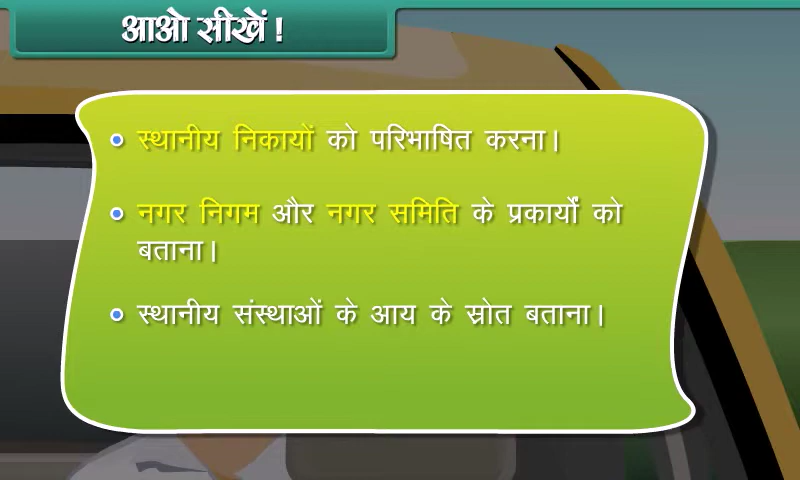 आओ सीखें!
स्थानीय निकायों को परिभाषित करना।
नगर निगम और नगर समिति के प्रकार्यों को
बताना।
स्थानीय संस्थाओं के आय के स्रोत बताना।